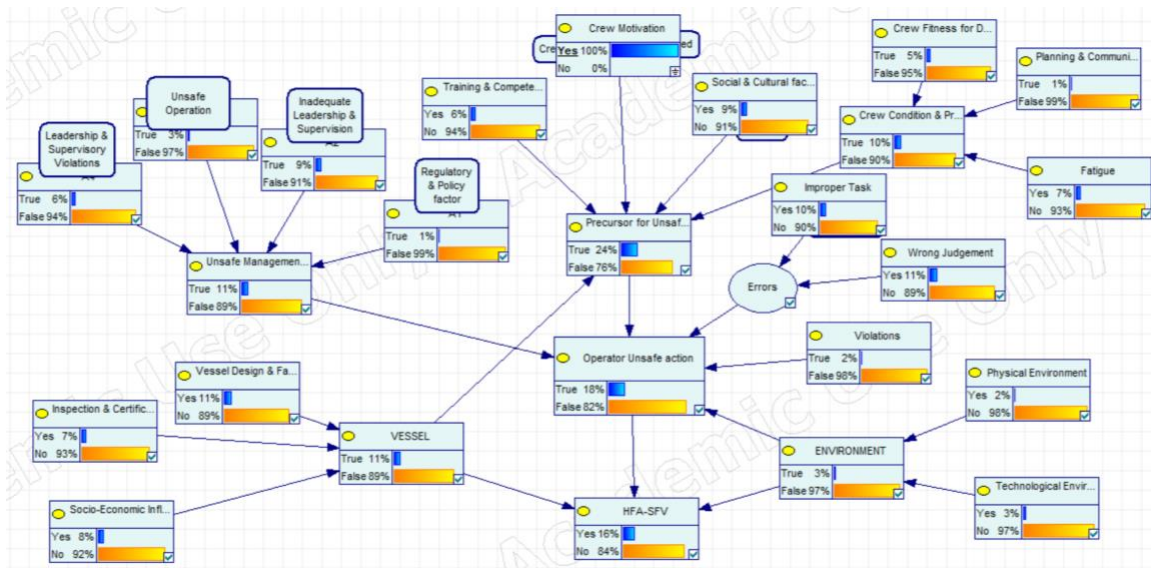 Crew Motivation
Yes 100%
No 0%
Cre
ed
Crew Fitness for D...
True 5%
False 95%
Planning & Communi...
True 1%
False 99%
Training & Compete...
Yes 6%
No 94%
Social & Cultural fac...
Yes 9%
No 91%
Unsafe
Operation
True 3%
False 97%
Inadequate
Leadership &
Supervision
A2
True 9%
False 91%
Leadership &
Supervisory
Violations
True 6%
False 94%
Regulatory
& Policy
factor
A1
True 1%
False 99%
Crew Condition & Pr...
True 10%
False 90%
Fatigue
Yes 7%
No 93%
Improper Task
Yes 10%
No 90%
Precursor for Unsaf...
True 24%
False 76%
Wrong Judgement
Yes 11%
No 89%
Unsafe Managemen...
True 11%
False 89%
Errors
Violations
True 2%
False 98%
Operator Unsafe action
True 18%
False 82%
Vessel Design & Fa...
Yes 11%
No 89%
Physical Environment
Yes 2%
No 98%
Inspection & Certific...
Yes 7%
No 93%
VESSEL
True 11%
False 89%
ENVIRONMENT
True 3%
False 97%
Technological Envir...
Yes 3%
No 97%
Socio-Economic Infl...
Yes 8%
No 92%
HFA-SFV
Yes 16%
No 84%
Academic Use Only